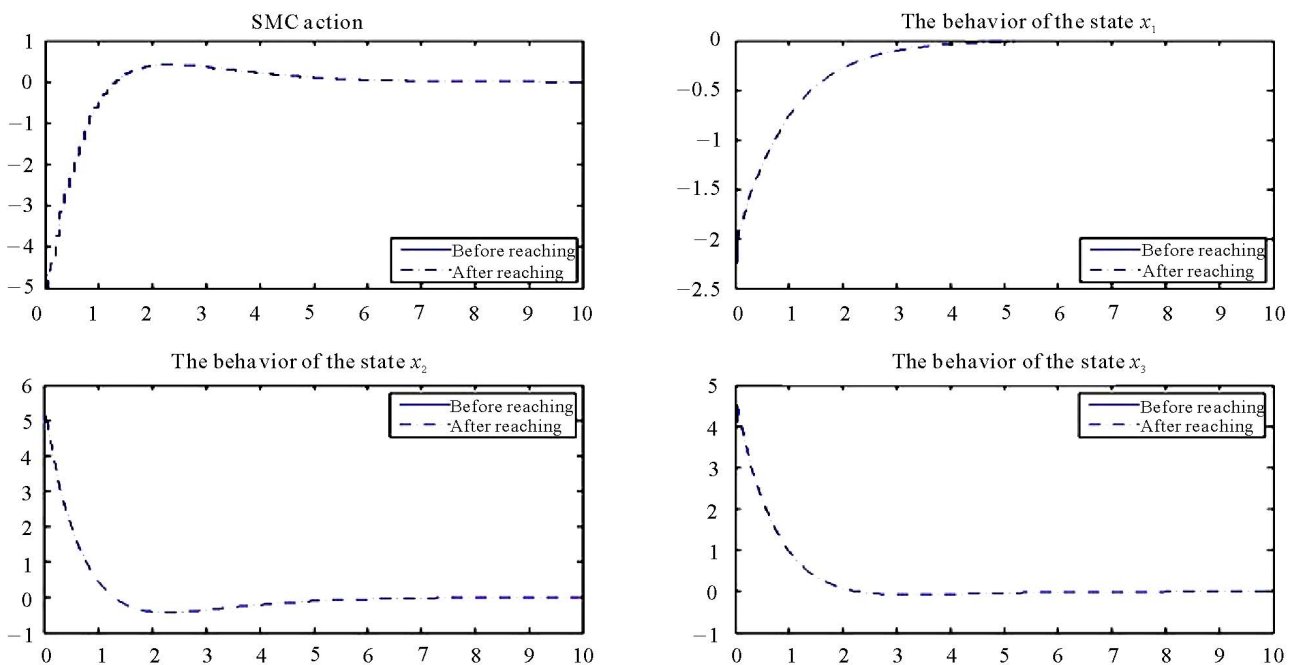 SMC action
1
0
−1
−2
−3
−4
−5
Before reaching
After reaching
0 1 2 3 4 5 6 7 8 9 10
The behavior of the state x₁
0
−0.5
−1
−1.5
−2
−2.5
Before reaching
After reaching
0 1 2 3 4 5 6 7 8 9 10
The behavior of the state x₂
6
5
4
3
2
1
0
−1
Before reaching
After reaching
0 1 2 3 4 5 6 7 8 9 10
The behavior of the state x₃
5
4
3
2
1
0
−1
Before reaching
After reaching
0 1 2 3 4 5 6 7 8 9 10